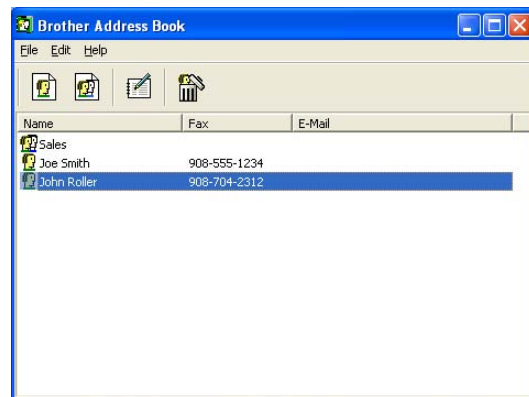 Brother Address Book
File Edit Help
Name Fax E-Mail
Sales
Joe Smith 908-555-1234
John Roller 908-704-2312